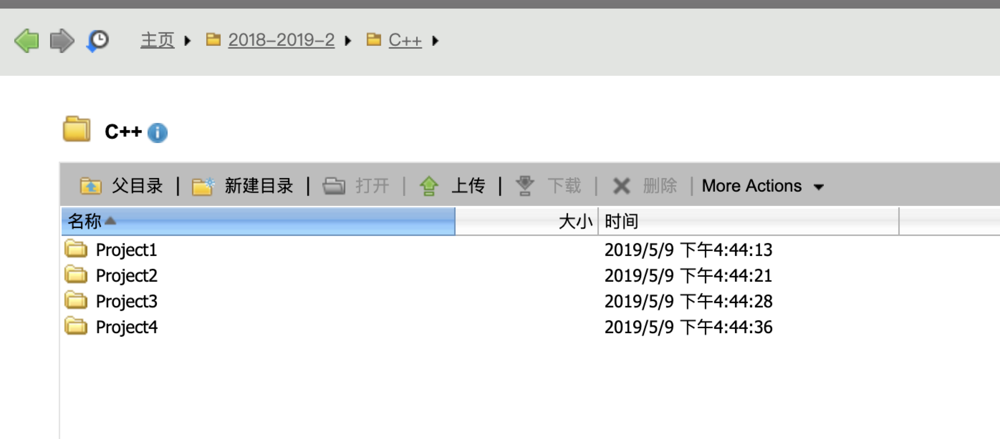 主页 2018-2019-2 C++
C++
父目录 | 新建目录 | 打开 | 上传 | 下载 | 删除 | More Actions
名称 大小 时间
Project1 2019/5/9 下午4:44:13
Project2 2019/5/9 下午4:44:21
Project3 2019/5/9 下午4:44:28
Project4 2019/5/9 下午4:44:36